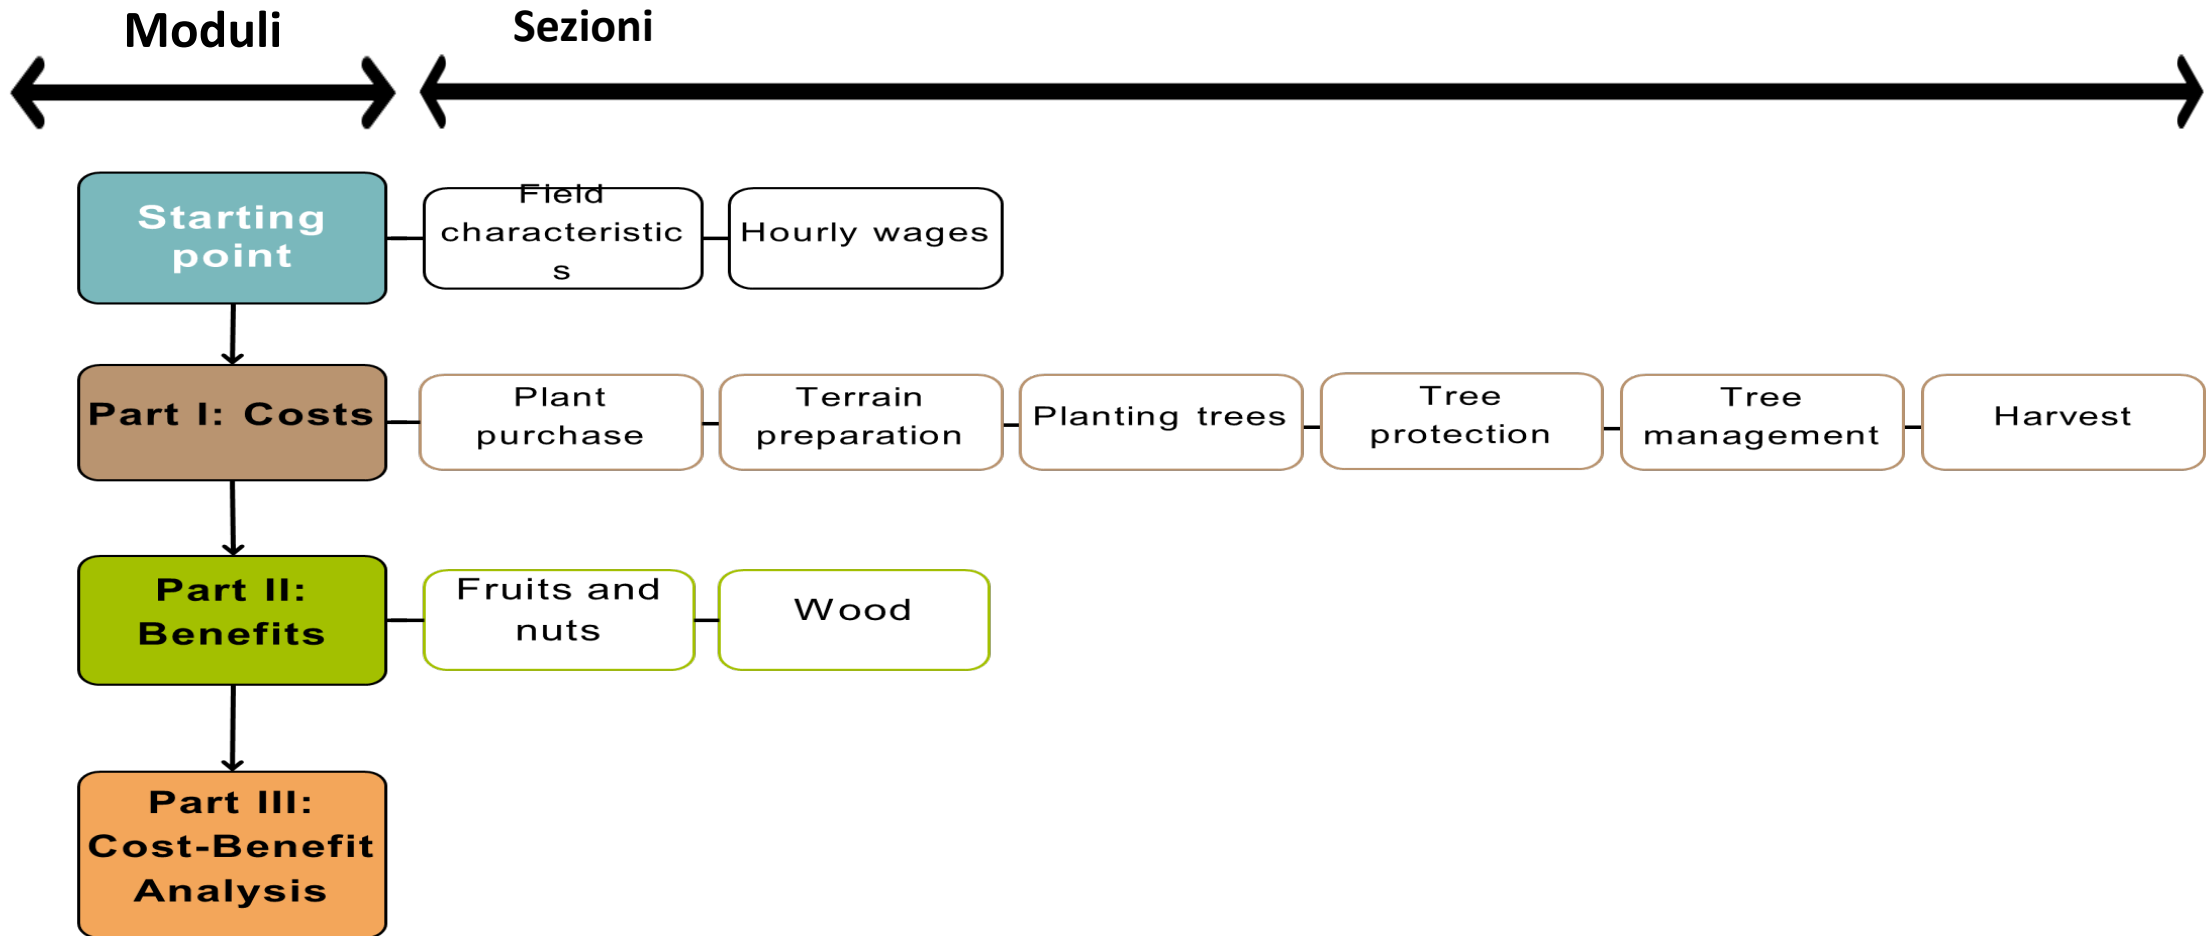 Moduli
Sezioni
Starting
point
Field
characteristic
s
Hourly wages
Part I: Costs
Plant
purchase
Terrain
preparation
Planting trees
Tree
protection
Tree
management
Harvest
Part II:
Benefits
Fruits and
nuts
Wood
Part III:
Cost-Benefit
Analysis